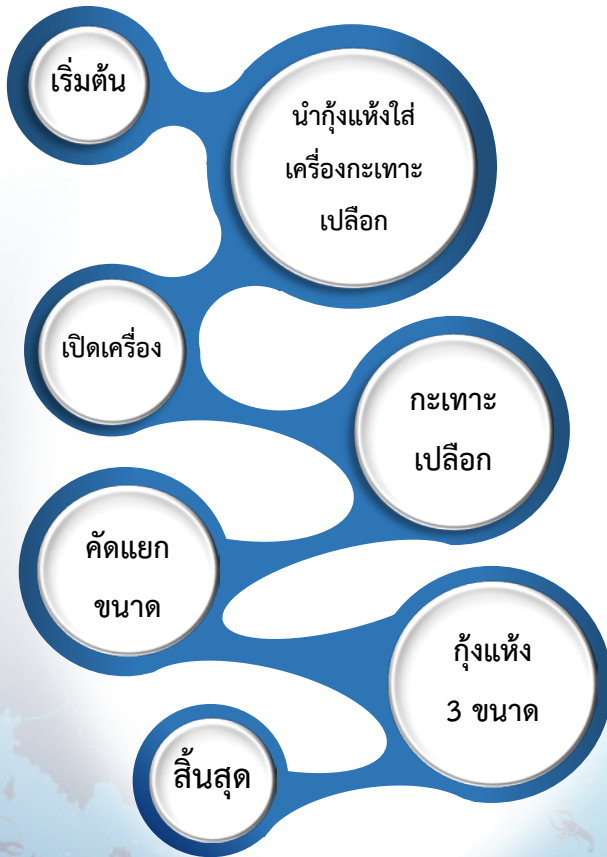 เริ่มต้น
นำกุ้งแห้งใส่
เครื่องกะเทาะ
เปลือก
เปิดเครื่อง
กะเทาะ
เปลือก
คัดแยก
ขนาด
กุ้งแห้ง
3 ขนาด
สิ้นสุด